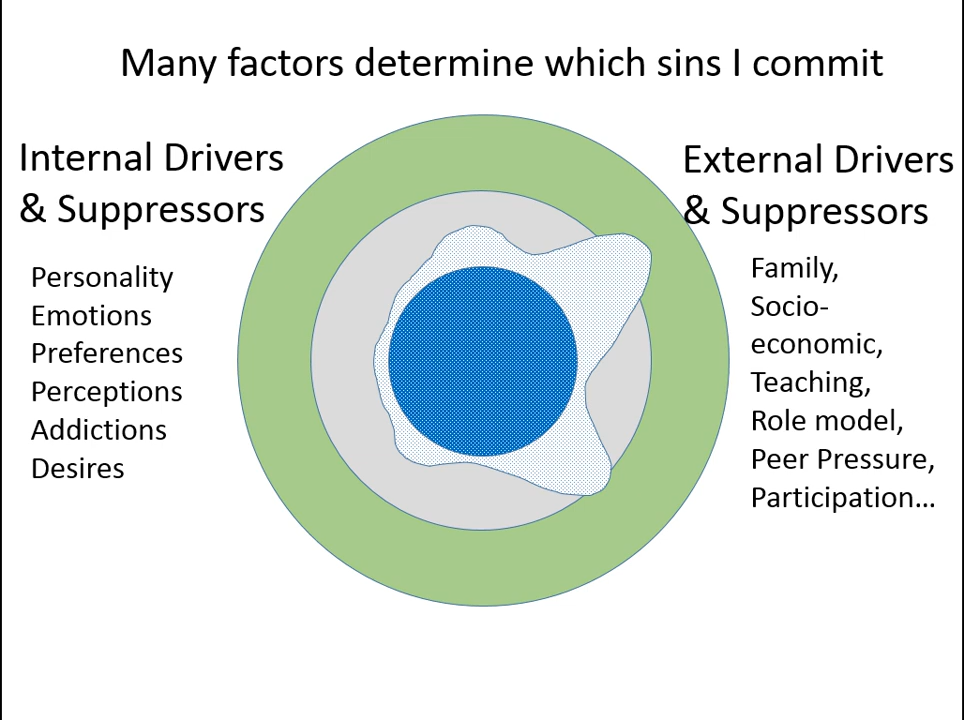 Many factors determine which sins I commit
Internal Drivers
& Suppressors
Personality
Emotions
Preferences
Perceptions
Addictions
Desires
External Drivers
& Suppressors
Family,
Socio-
economic,
Teaching,
Role model,
Peer Pressure,
Participation...